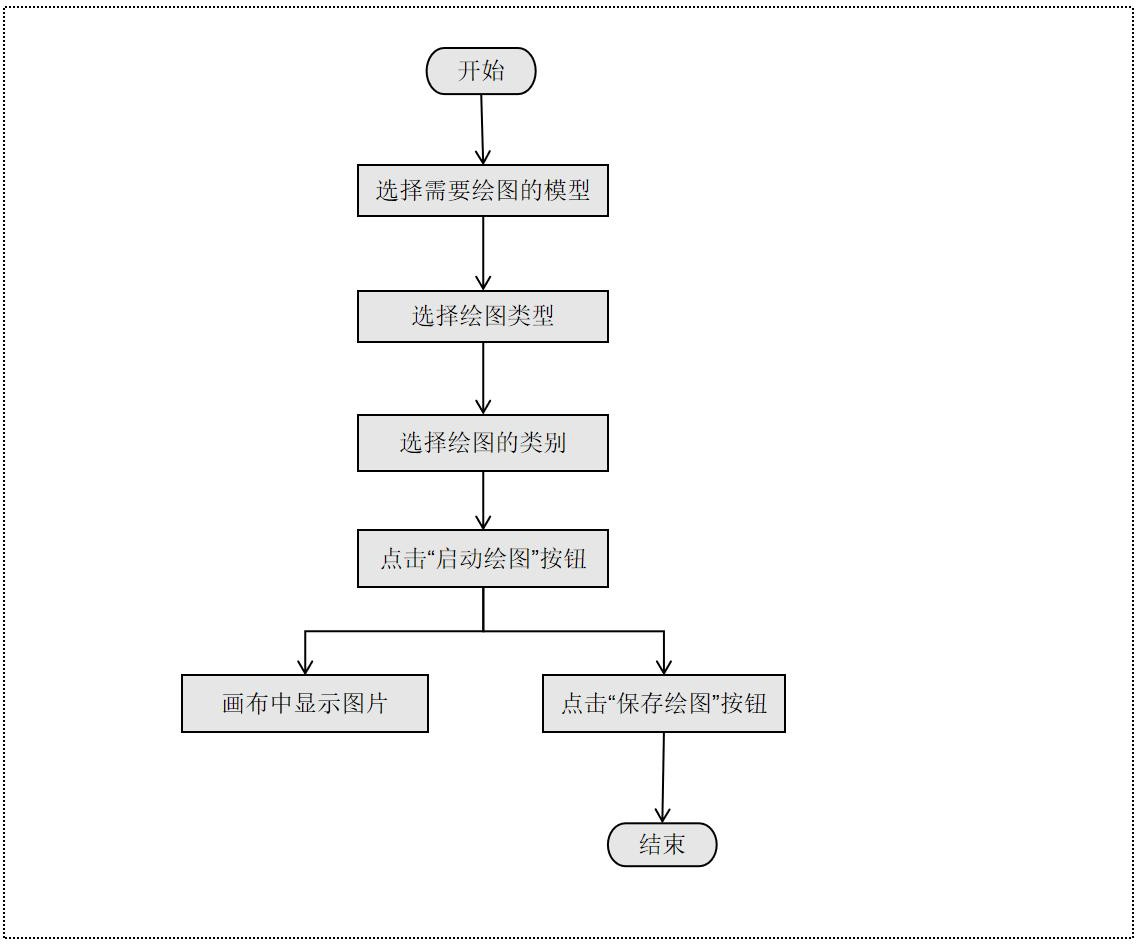 开始
选择需要绘图的模型
选择绘图类型
选择绘图的类别
点击“启动绘图”按钮
画布中显示图片
点击“保存绘图”按钮
结束